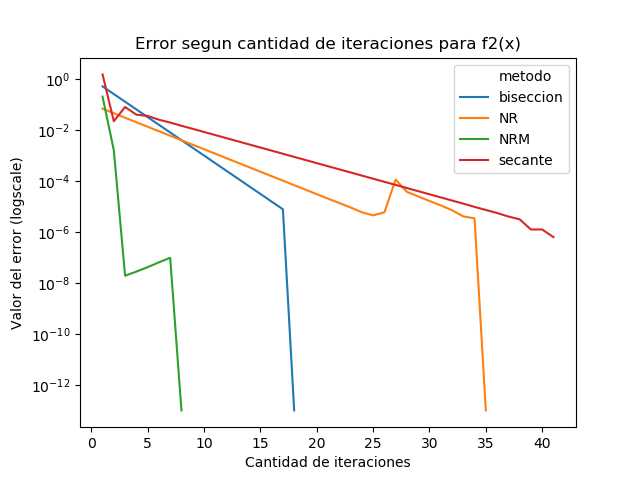 Error segun cantidad de iteraciones para f2(x)
metodo
biseccion
NR
NRM
secante
Valor del error (logscale)
10⁰
10⁻²
10⁻⁴
10⁻⁶
10⁻⁸
10⁻¹⁰
10⁻¹²
0 5 10 15 20 25 30 35 40
Cantidad de iteraciones